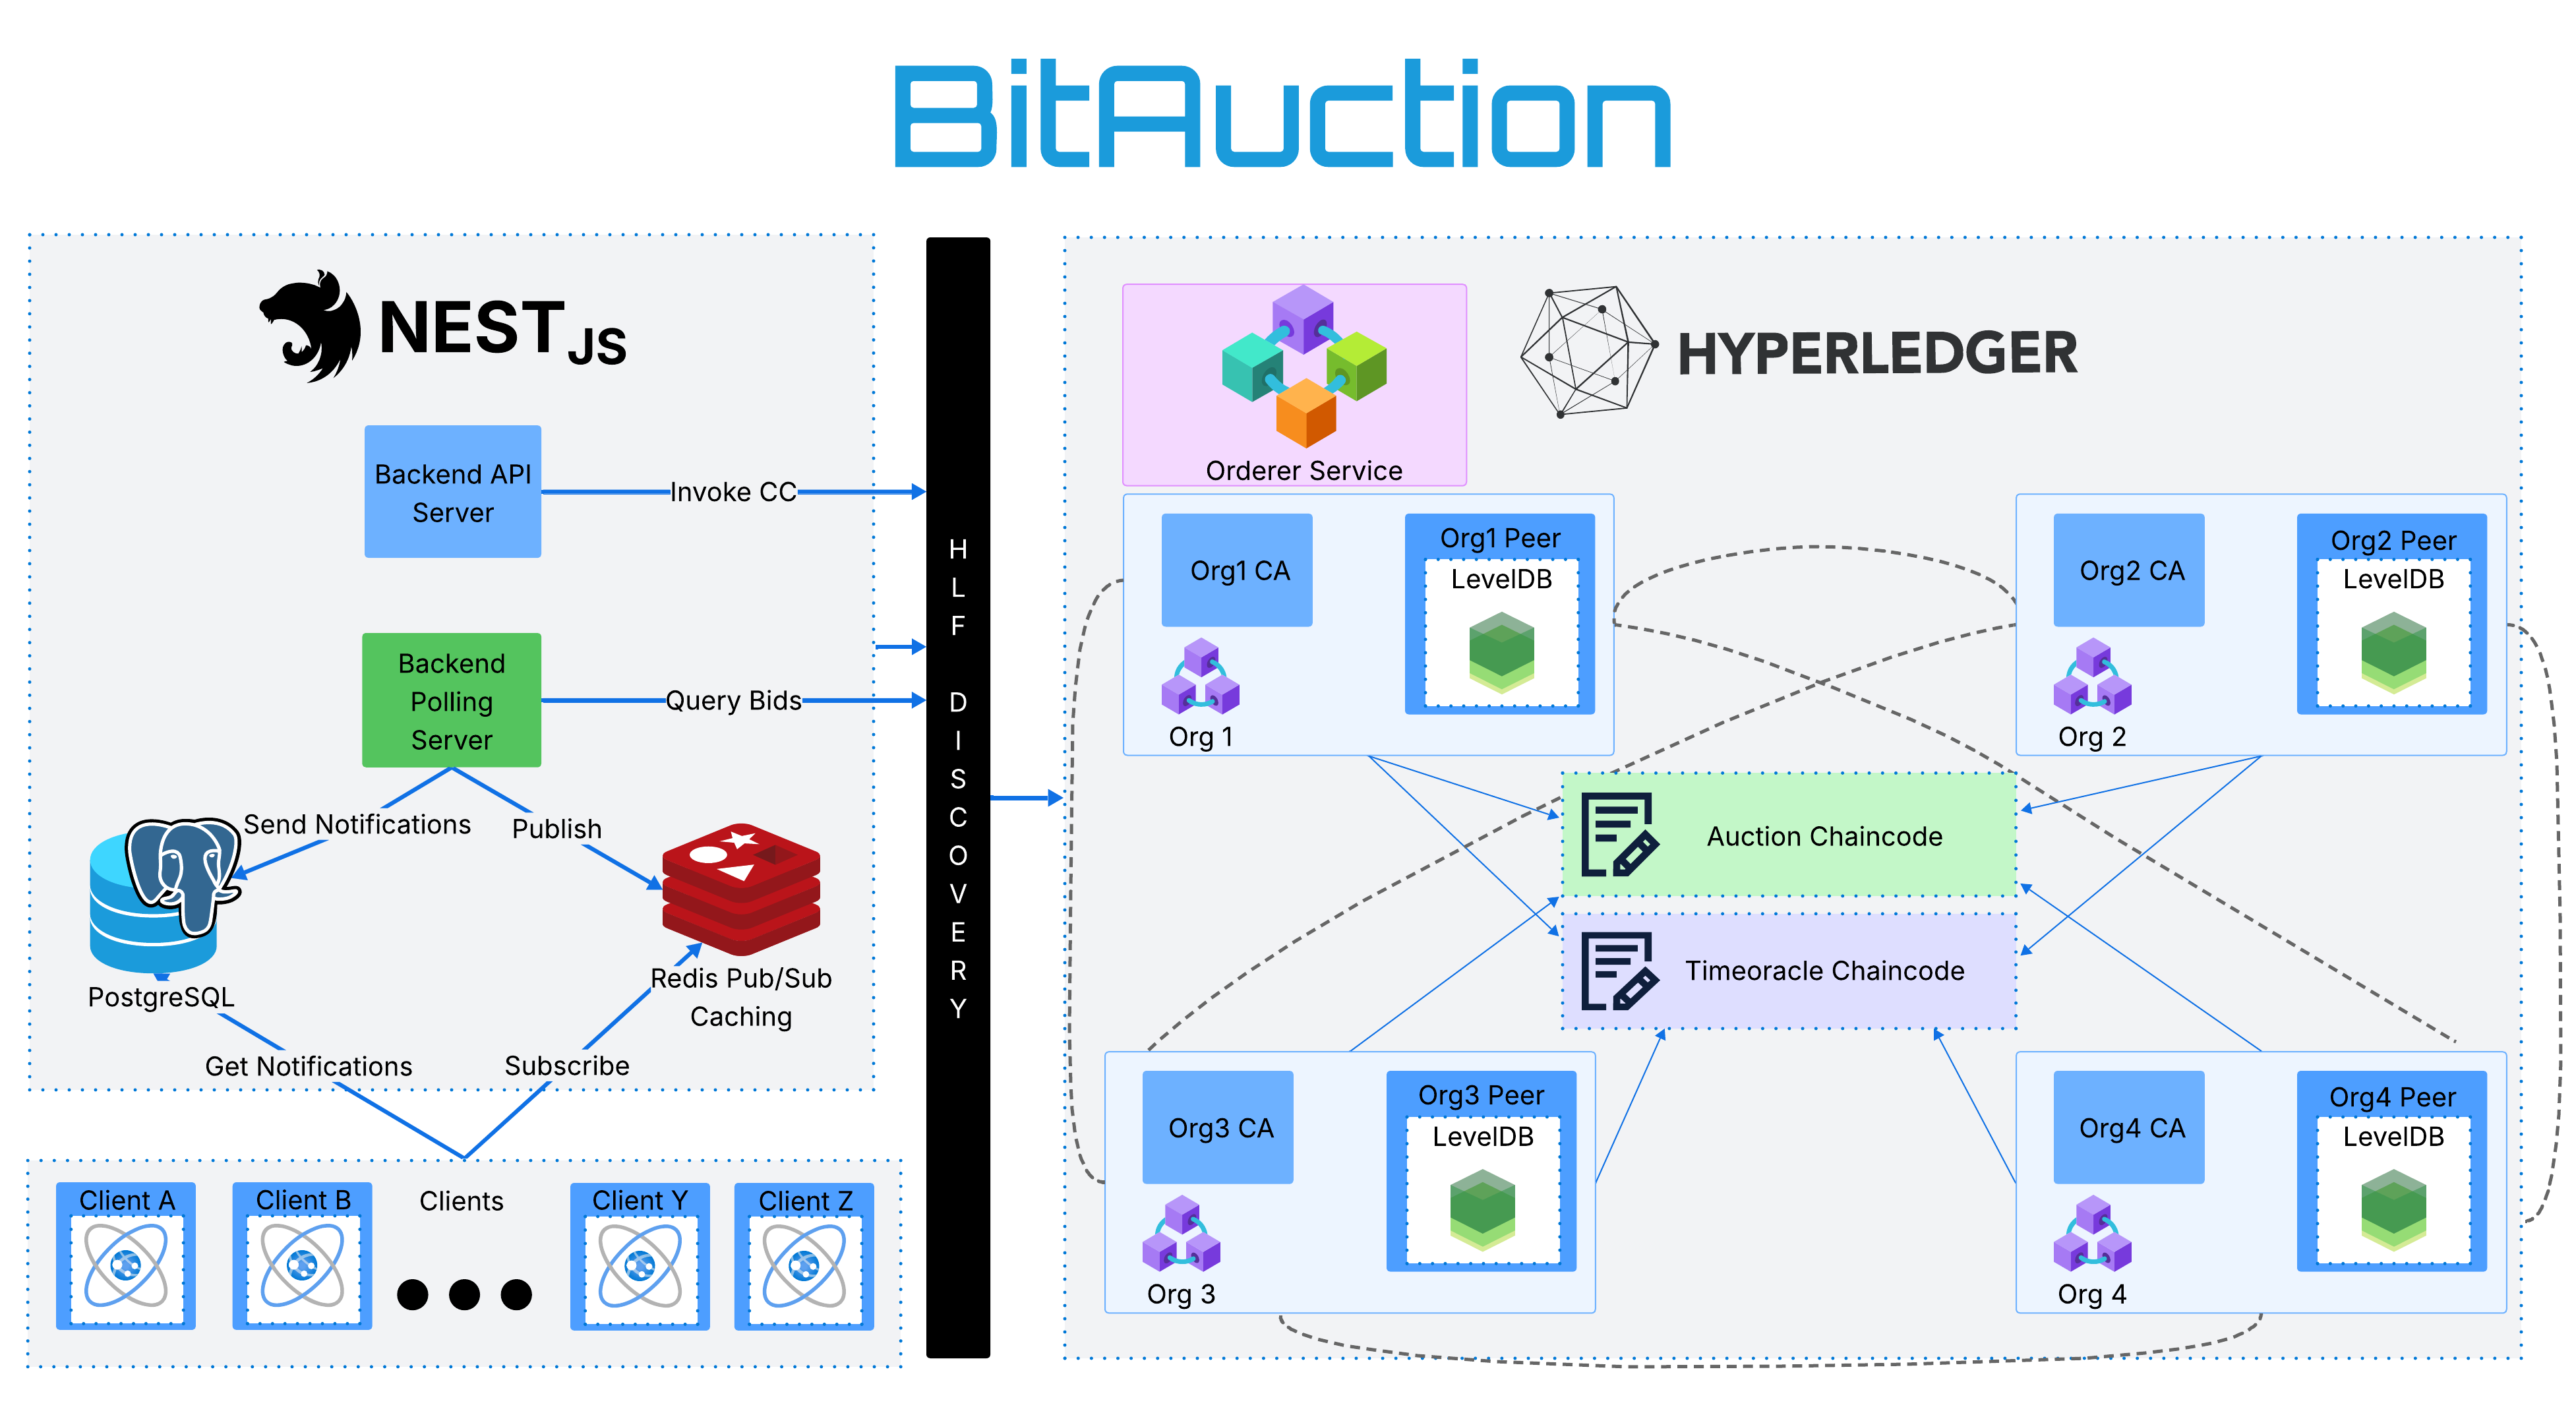 BitAuction
NEST JS
Backend API
Server
Invoke CC
Backend
Polling
Server
Query Bids
Send Notifications
Publish
PostgreSQL
Redis Pub/Sub
Caching
Get Notifications
Subscribe
Client A
Client B
Clients
Client Y
Client Z
HLF DISCOVERY
Orderer Service
HYPERLEDGER
Org1 CA
Org1 Peer
LevelDB
Org 1
Org2 CA
Org2 Peer
LevelDB
Org 2
Auction Chaincode
Timeoracle Chaincode
Org3 CA
Org3 Peer
LevelDB
Org 3
Org4 CA
Org4 Peer
LevelDB
Org 4